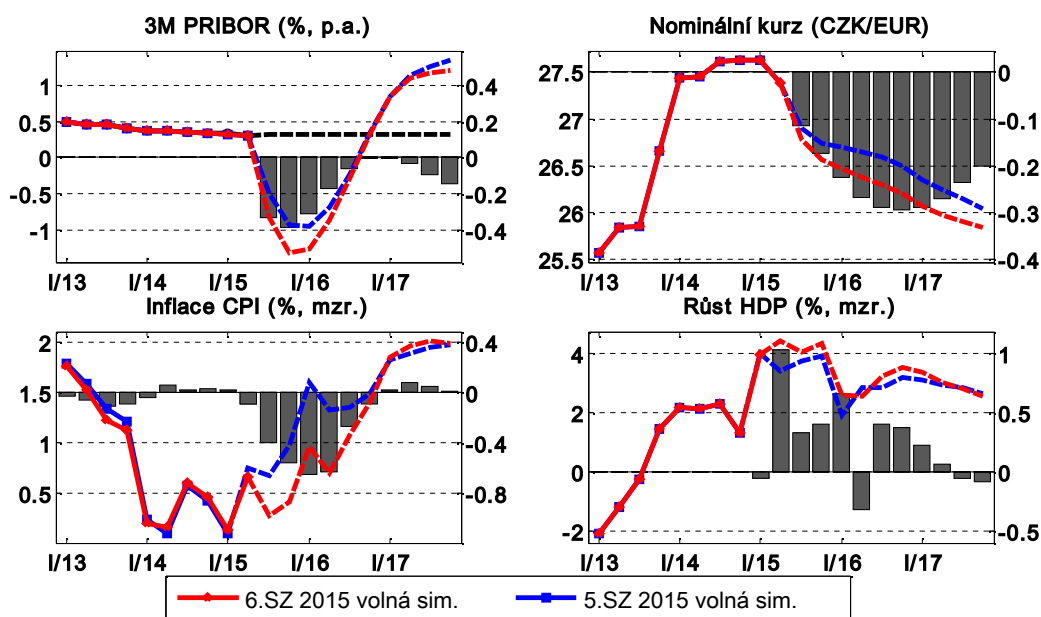 3M PRIBOR (%, p.a.)
1
0.5
0
-0.5
-1
0.4
0.2
0
-0.2
-0.4
I/13
I/14
I/15
I/16
I/17
Nominální kurz (CZK/EUR)
27.5
27
26.5
26
25.5
0
-0.1
-0.2
-0.3
-0.4
I/13
I/14
I/15
I/16
I/17
Inflace CPI (%, mzr.)
2
1.5
1
0.5
0.4
0
-0.4
-0.8
I/13
I/14
I/15
I/16
I/17
Růst HDP (%, mzr.)
4
2
0
-2
1
0.5
0
-0.5
I/13
I/14
I/15
I/16
I/17
6.SZ 2015 volná sim.
5.SZ 2015 volná sim.